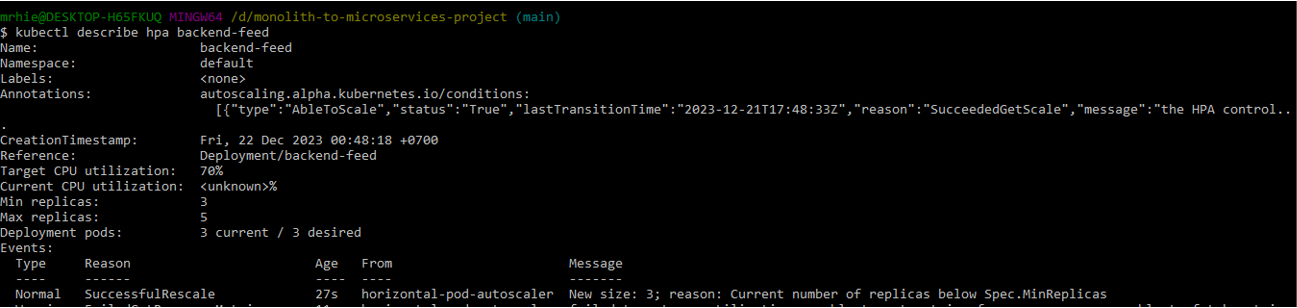 mrhie@DESKTOP-H65FKUQ MINGW64 /d/monolith-to-microservices-project (main)
$ kubectl describe hpa backend-feed
Name: backend-feed
Namespace: default
Labels: <none>
Annotations: autoscaling.alpha.kubernetes.io/conditions:
[{"type":"AbleToScale","status":"True","lastTransitionTime":"2023-12-21T17:48:33Z","reason":"SucceededGetScale","message":"the HPA control..
.
CreationTimestamp: Fri, 22 Dec 2023 00:48:18 +0700
Reference: Deployment/backend-feed
Target CPU utilization: 70%
Current CPU utilization: <unknown>%
Min replicas: 3
Max replicas: 5
Deployment pods: 3 current / 3 desired
Events:
Type Reason Age From Message
---- ------ ---- ---- -------
Normal SuccessfulRescale 27s horizontal-pod-autoscaler New size: 3; reason: Current number of replicas below Spec.MinReplicas